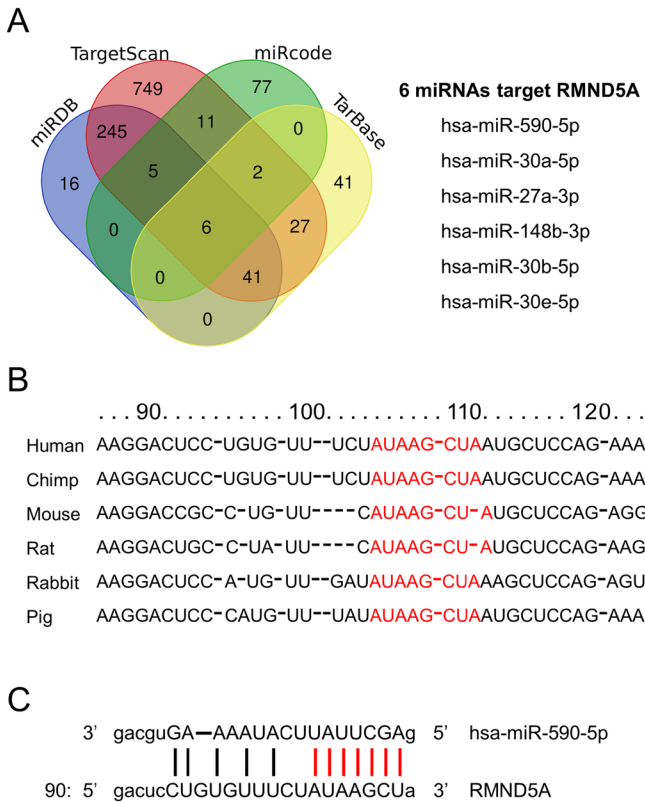 A
TargetScan
miRcode
miRDB
TarBase
749
77
245
11
0
16
5
2
41
0
6
27
0
41
0
6 miRNAs target RMND5A
hsa-miR-590-5p
hsa-miR-30a-5p
hsa-miR-27a-3p
hsa-miR-148b-3p
hsa-miR-30b-5p
hsa-miR-30e-5p
B
. . . 90 . . . . . . . . 100 . . . . . . . . 110 . . . . . . . 120 . . .
Human AAGGACUCC-UGUG-UU--UCUAUAAG-CUAAUGCUCCAG-AAA
Chimp AAGGACUCC-UGUG-UU--UCUAUAAG-CUAAUGCUCCAG-AAA
Mouse AAGGACCGC-C-UG-UU----CAUAAG-CU-AUGCUCCAG-AGG
Rat AAGGACUGC-C-UA-UU----CAUAAG-CU-AUGCUCCAG-AAG
Rabbit AAGGACUCC-A-UG-UU--GAUAUAAG-CUAAAGCUCCAG-AGU
Pig AAGGACUCC-CAUG-UU--UAUAUAAG-CUAAUGCUCCAG-AAA
C
3' gacguGA—AAAUACUUAUUCGAg 5' hsa-miR-590-5p
90: 5' gacucCUGUGUUUCUAUAAGCUa 3' RMND5A